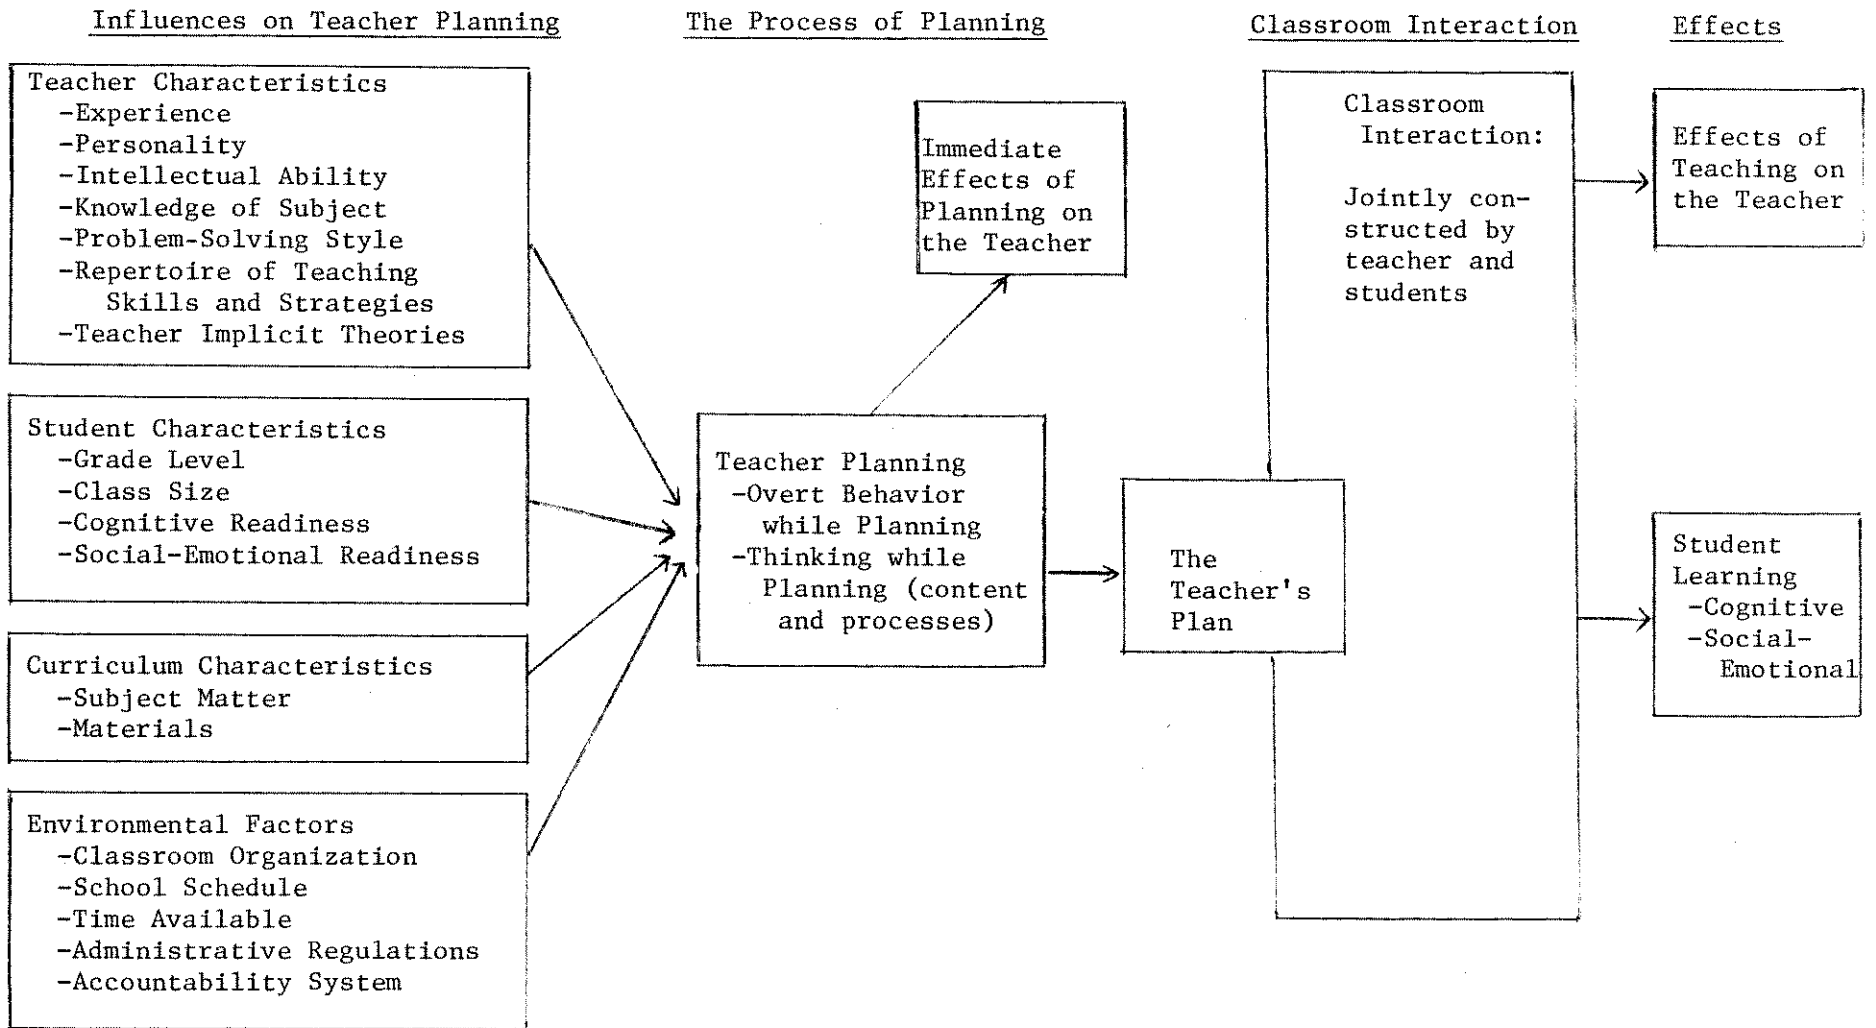 Influences on Teacher Planning
The Process of Planning
Classroom Interaction
Effects
Teacher Characteristics
-Experience
-Personality
-Intellectual Ability
-Knowledge of Subject
-Problem-Solving Style
-Repertoire of Teaching
Skills and Strategies
-Teacher Implicit Theories
Student Characteristics
-Grade Level
-Class Size
-Cognitive Readiness
-Social-Emotional Readiness
Curriculum Characteristics
-Subject Matter
-Materials
Environmental Factors
-Classroom Organization
-School Schedule
-Time Available
-Administrative Regulations
-Accountability System
Immediate
Effects of
Planning on
the Teacher
Teacher Planning
-Overt Behavior
while Planning
-Thinking while
Planning (content
and processes)
The
Teacher's
Plan
Classroom
Interaction:
Jointly con-
structed by
teacher and
students
Effects of
Teaching on
the Teacher
Student
Learning
-Cognitive
-Social-
Emotional